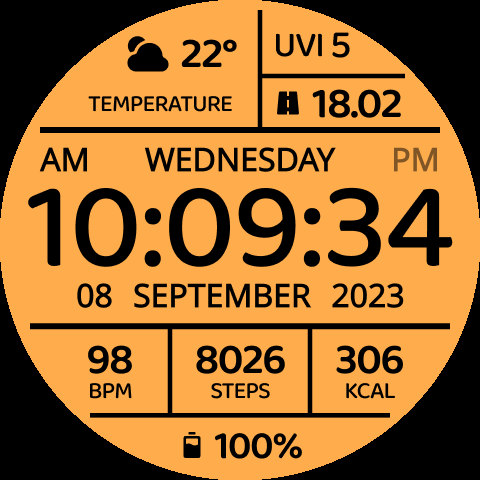 22° UVI 5
TEMPERATURE 18.02
AM WEDNESDAY PM
10:09:34
08 SEPTEMBER 2023
98 8026 306
BPM STEPS KCAL
100%